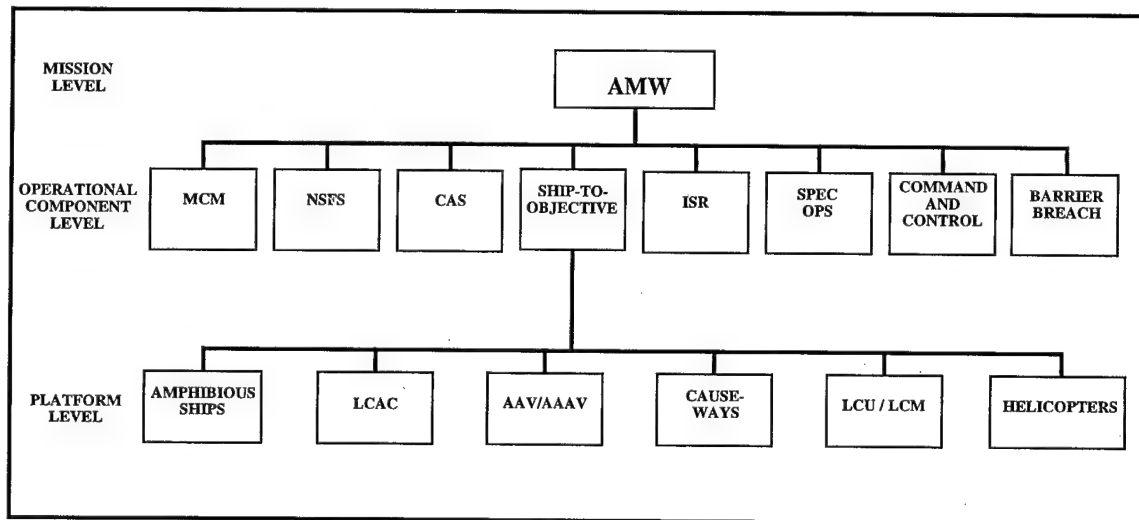 MISSION
LEVEL
AMW
OPERATIONAL
COMPONENT
LEVEL
MCM
NSFS
CAS
SHIP-TO-
OBJECTIVE
ISR
SPEC
OPS
COMMAND
AND
CONTROL
BARRIER
BREACH
PLATFORM
LEVEL
AMPHIBIOUS
SHIPS
LCAC
AAV/AAAV
CAUSE-
WAYS
LCU / LCM
HELICOPTERS